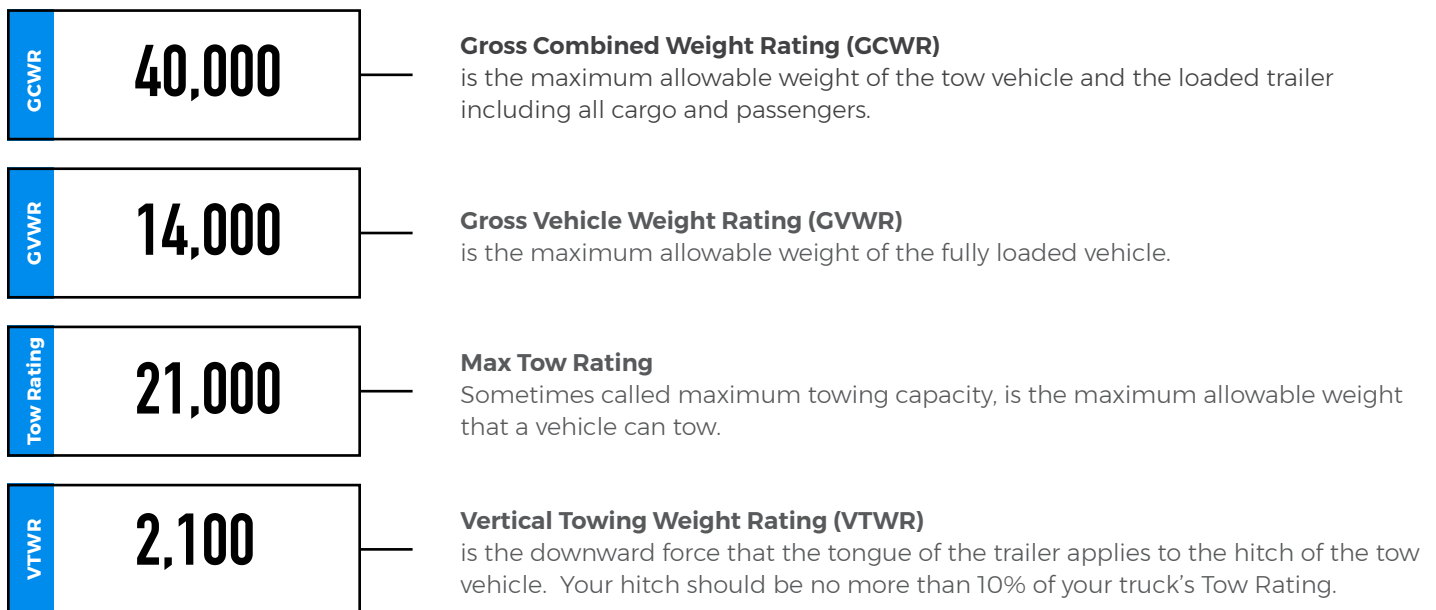 GCWR
40,000
Gross Combined Weight Rating (GCWR)
is the maximum allowable weight of the tow vehicle and the loaded trailer
including all cargo and passengers.
GVWR
14,000
Gross Vehicle Weight Rating (GVWR)
is the maximum allowable weight of the fully loaded vehicle.
Tow Rating
21,000
Max Tow Rating
Sometimes called maximum towing capacity, is the maximum allowable weight
that a vehicle can tow.
VTWR
2,100
Vertical Towing Weight Rating (VTWR)
is the downward force that the tongue of the trailer applies to the hitch of the tow
vehicle.  Your hitch should be no more than 10% of your truck's Tow Rating.